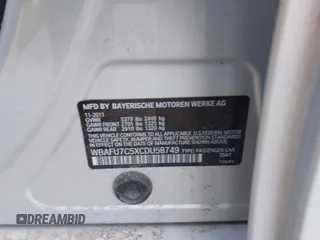 MFD BY BAYERISCHE MOTOREN WERKE AG
11-2011
GVWR 5379 lbs 2440 kg
GAWR FRONT 2701 lbs 1225 kg
GAWR REAR 2910 lbs 1320 kg
THIS VEHICLE CONFORMS TO ALL APPLICABLE FEDERAL MOTOR
VEHICLE SAFETY, BUMPER AND THEFT PREVENTION STANDARDS
IN EFFECT ON THE DATE OF MANUFACTURE SHOWN ABOVE
WBAFU7C5XCDU58749 TYPE: PASSENGER CAR
AUTOBIDCAR